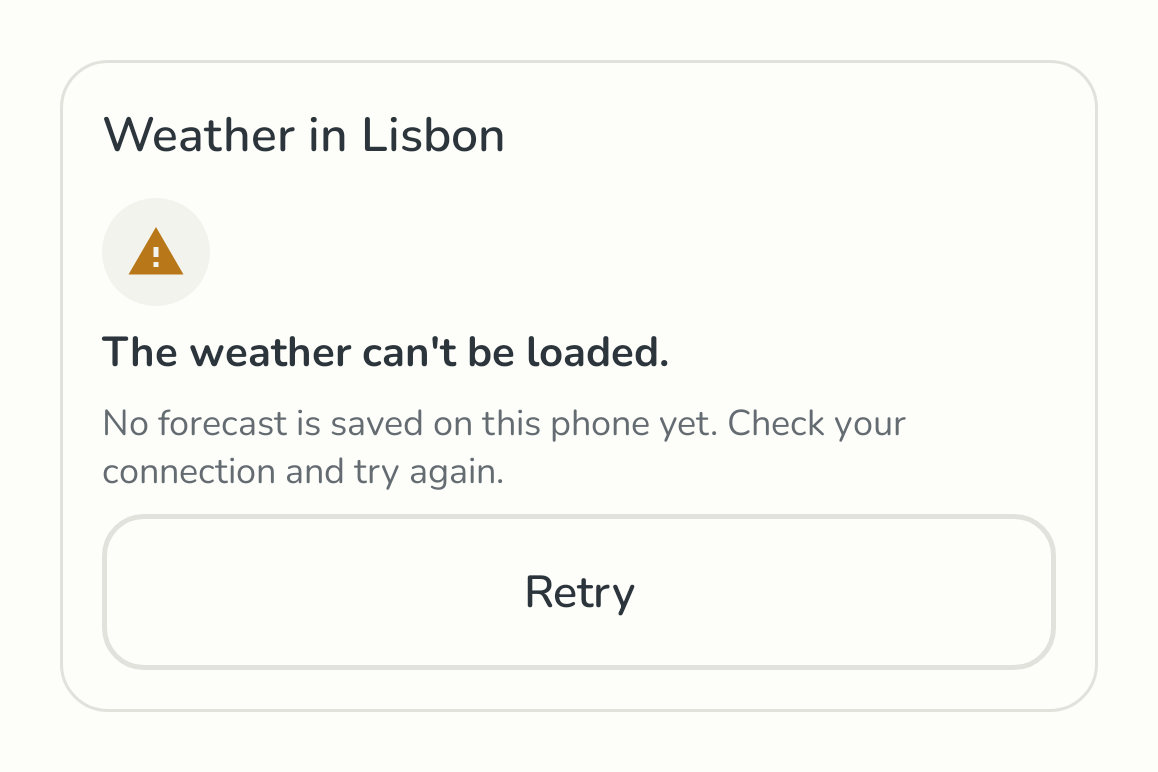 Weather in Lisbon
The weather can't be loaded.
No forecast is saved on this phone yet. Check your
connection and try again.
Retry